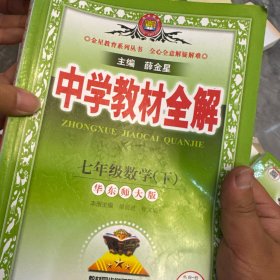 金星教育系列丛书 全心全意解疑解难
主编 薛金星
中学教材全解
ZHONGXUE JIAOCAI QUANJIE
七年级数学(下)
华东师大版